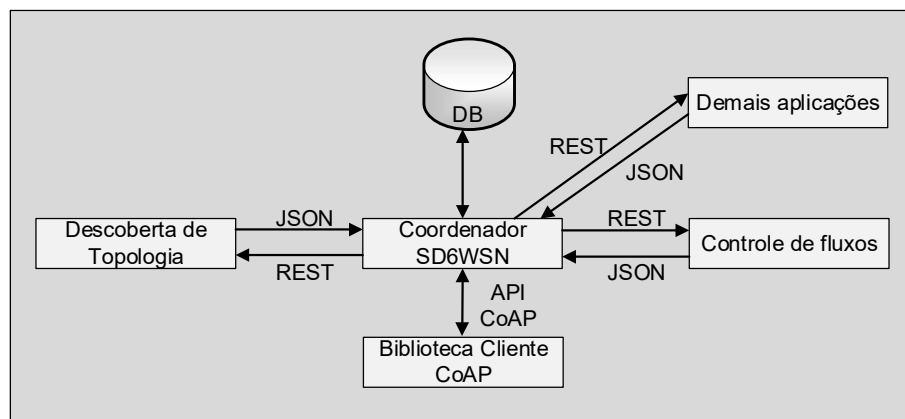 DB
Demais aplicações
REST
JSON
JSON
Descoberta de
Topologia
REST
Coordenador
SD6WSN
REST
Controle de fluxos
JSON
API
CoAP
Biblioteca Cliente
CoAP